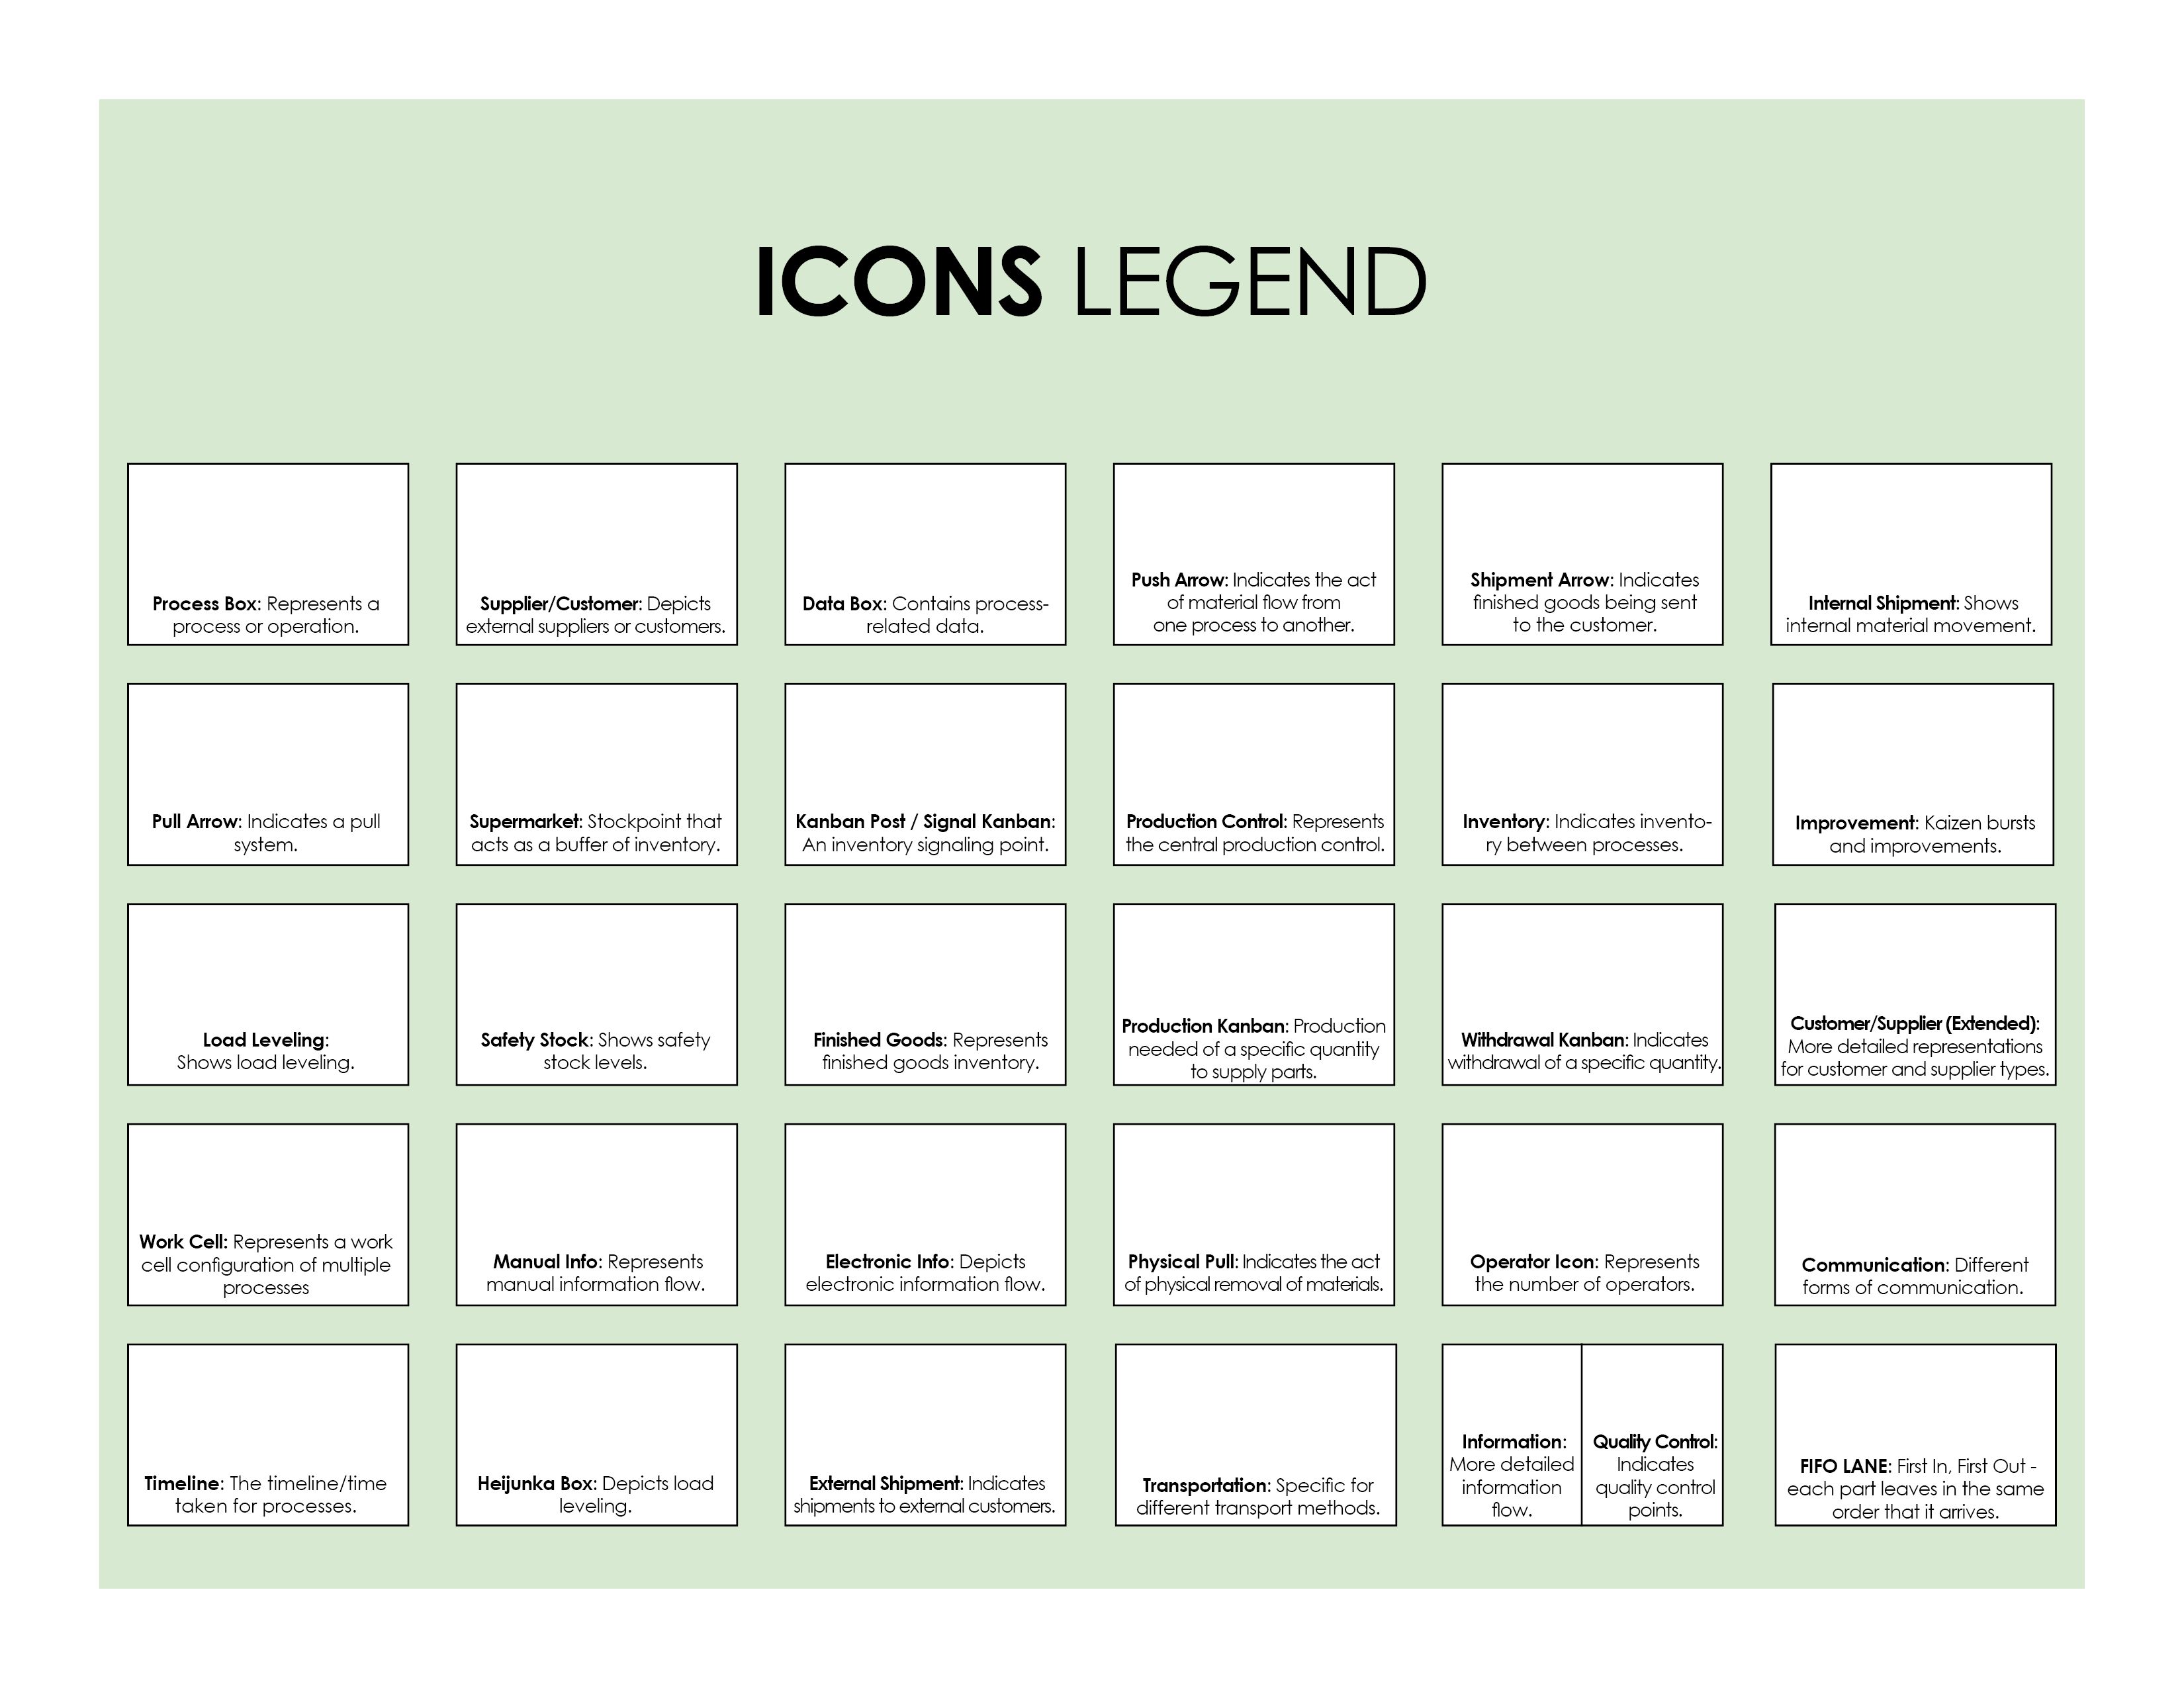 ICONS LEGEND
Process Box: Represents a
process or operation.
Supplier/Customer: Depicts
external suppliers or customers.
Data Box: Contains process-
related data.
Push Arrow: Indicates the act
of material flow from
one process to another.
Shipment Arrow: Indicates
finished goods being sent
to the customer.
Internal Shipment: Shows
internal material movement.
Pull Arrow: Indicates a pull
system.
Supermarket: Stockpoint that
acts as a buffer of inventory.
Kanban Post / Signal Kanban:
An inventory signaling point.
Production Control: Represents
the central production control.
Inventory: Indicates invento-
ry between processes.
Improvement: Kaizen bursts
and improvements.
Load Leveling:
Shows load leveling.
Safety Stock: Shows safety
stock levels.
Finished Goods: Represents
finished goods inventory.
Production Kanban: Production
needed of a specific quantity
to supply parts.
Withdrawal Kanban: Indicates
withdrawal of a specific quantity.
Customer/Supplier (Extended):
More detailed representations
for customer and supplier types.
Work Cell: Represents a work
cell configuration of multiple
processes
Manual Info: Represents
manual information flow.
Electronic Info: Depicts
electronic information flow.
Physical Pull: Indicates the act
of physical removal of materials.
Operator Icon: Represents
the number of operators.
Communication: Different
forms of communication.
Timeline: The timeline/time
taken for processes.
Heijunka Box: Depicts load
leveling.
External Shipment: Indicates
shipments to external customers.
Transportation: Specific for
different transport methods.
Information:
More detailed
information
flow.
Quality Control:
Indicates
quality control
points.
FIFO LANE: First In, First Out -
each part leaves in the same
order that it arrives.